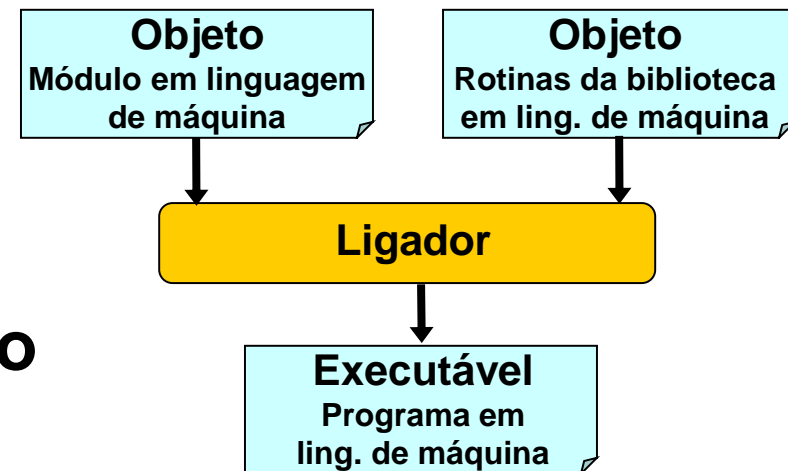 Objeto
Módulo em linguagem
de máquina
Objeto
Rotinas da biblioteca
em ling. de máquina
Ligador
o
Executável
Programa em
ling. de máquina